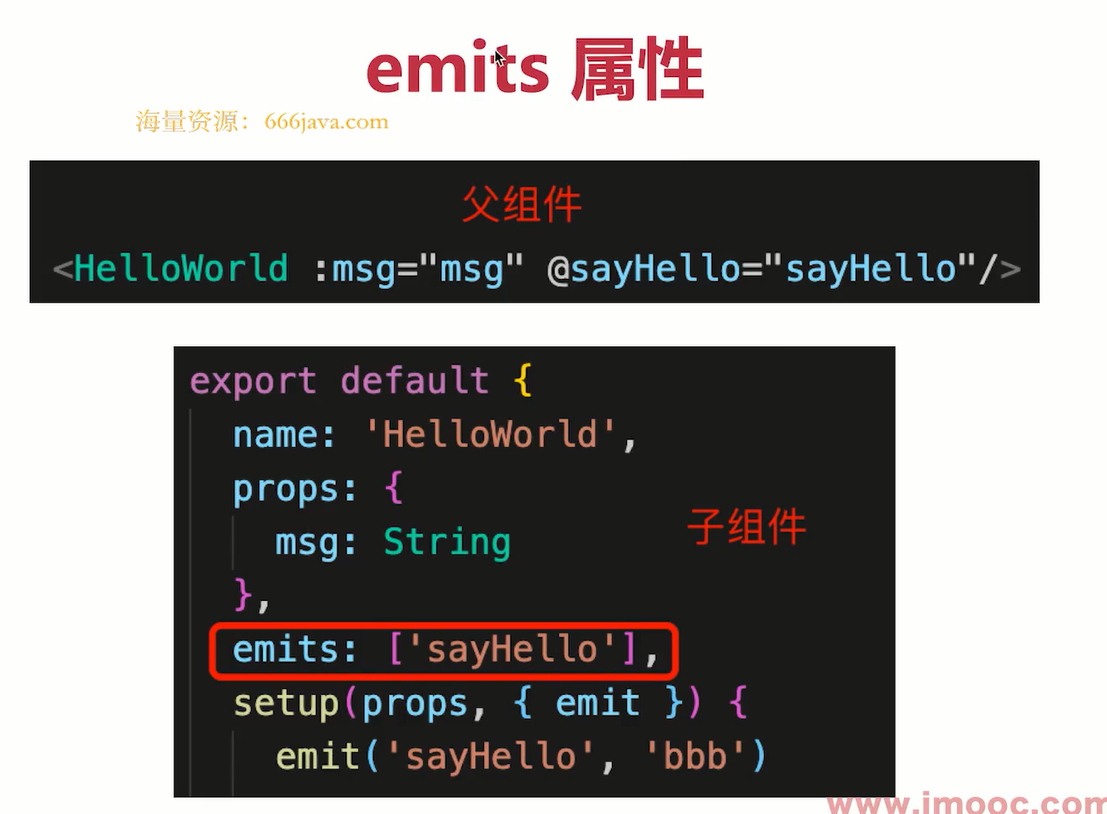 emits 属性
海量资源：666java.com
父组件
<HelloWorld :msg="msg" @sayHello="sayHello"/>
export default {
  name: 'HelloWorld',
  props: {
    msg: String
子组件
  },
  emits: ['sayHello'],
  setup(props, { emit }) {
    emit('sayHello', 'bbb')
www.imooc.com